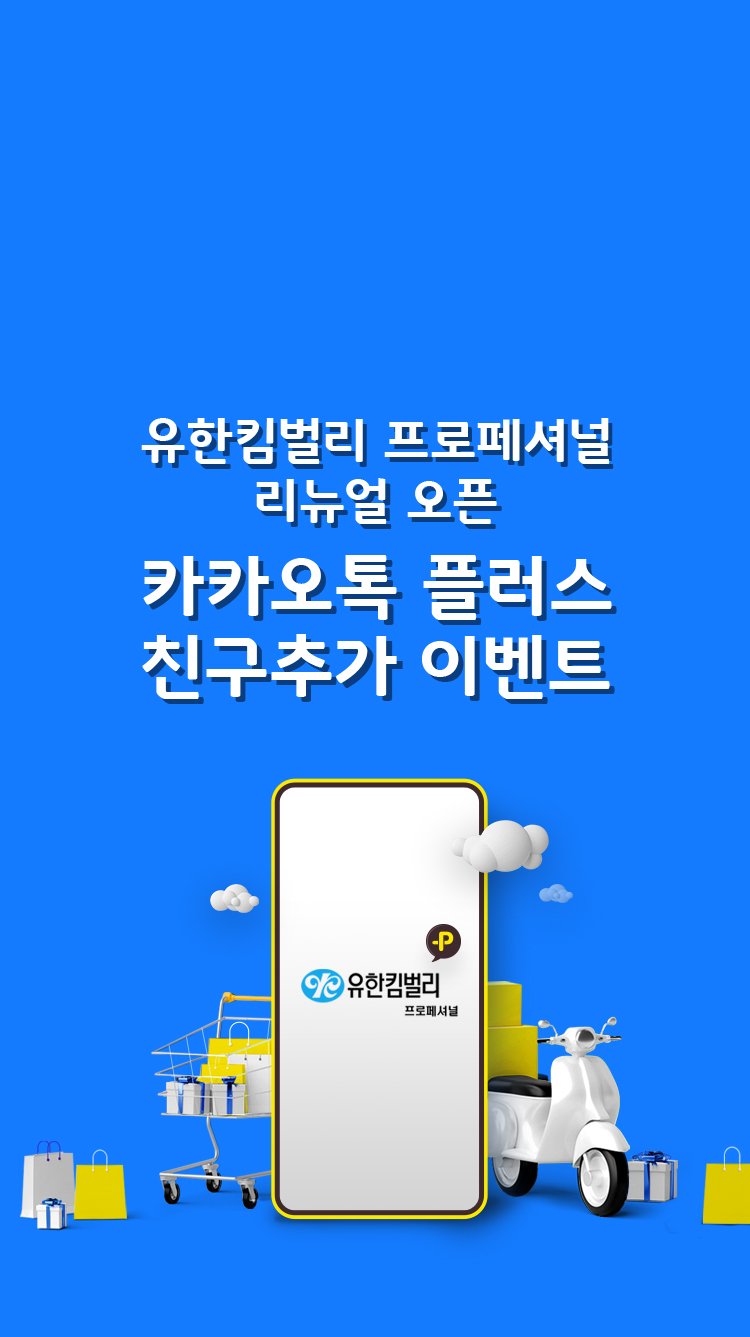 유한킴벌리 프로페셔널
리뉴얼 오픈
카카오톡 플러스
친구추가 이벤트
-P
유한킴벌리
프로페셔널